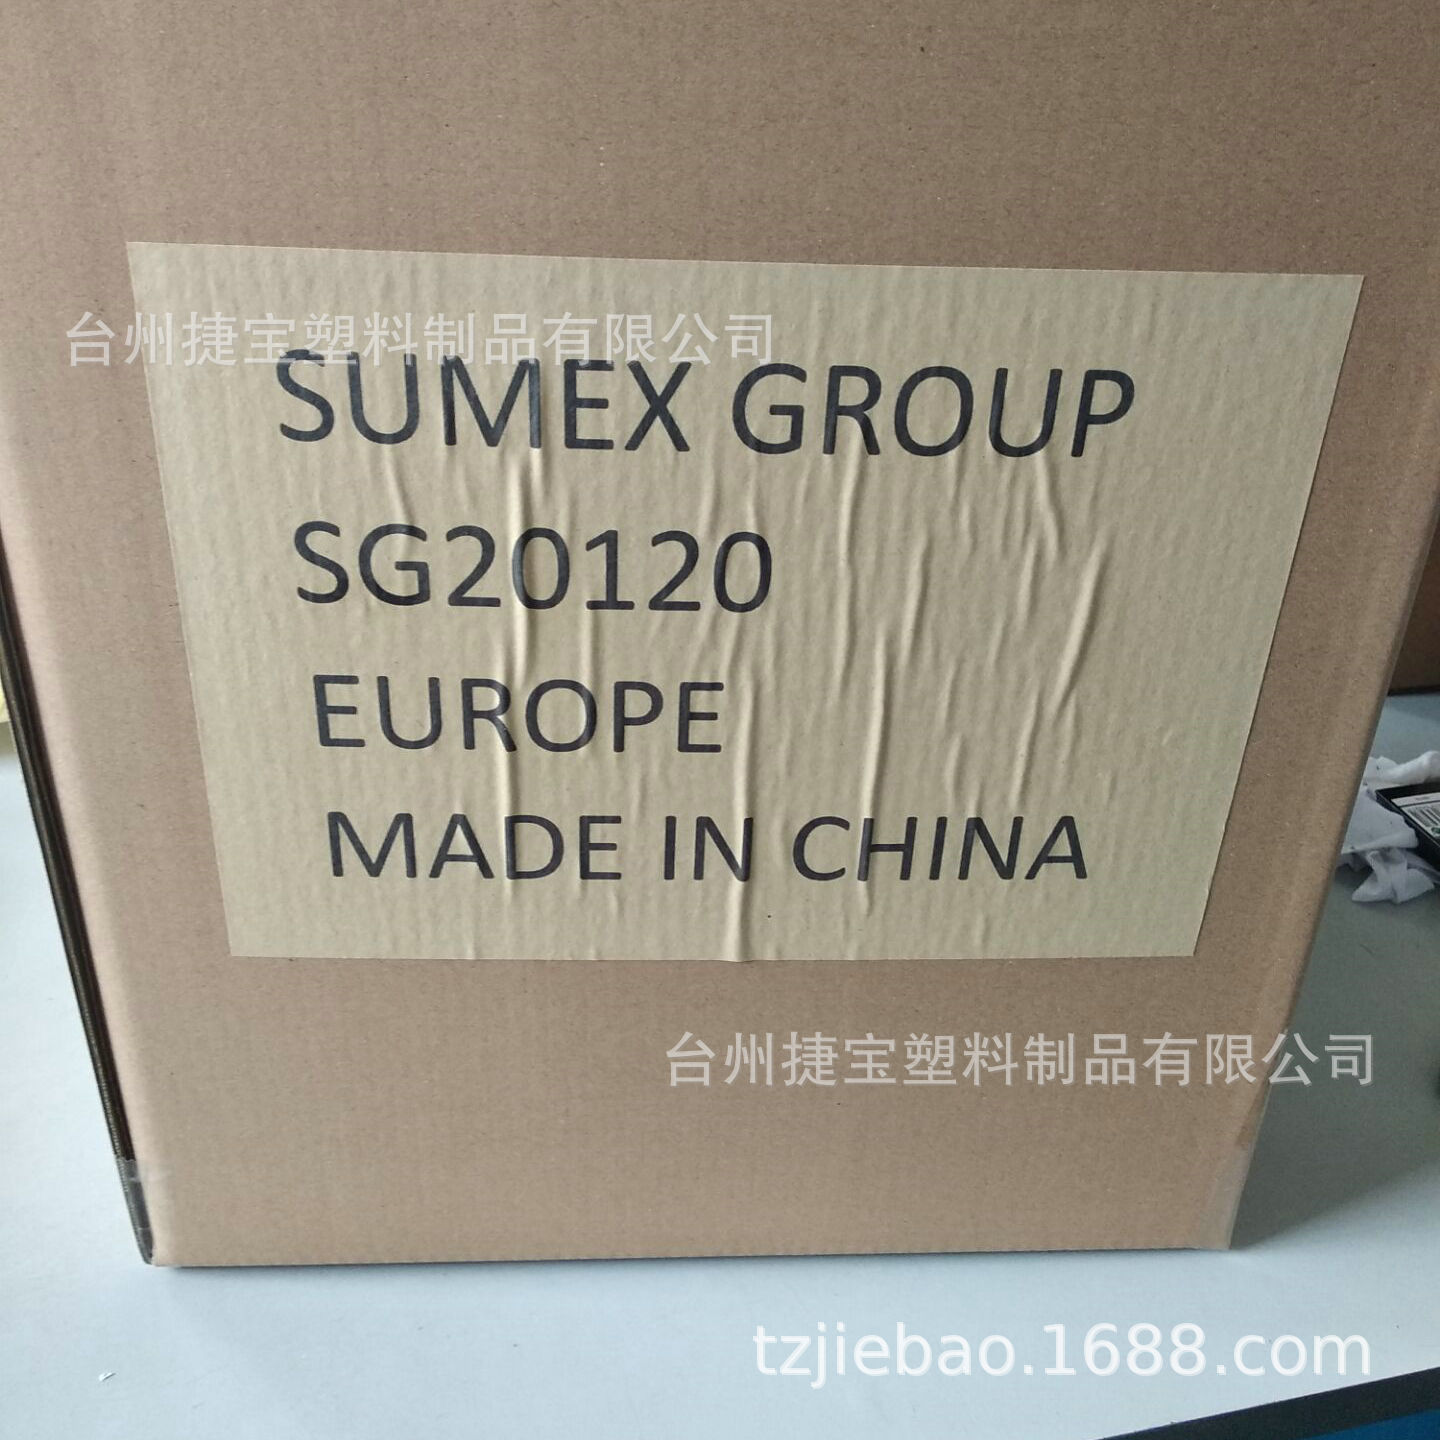 台州捷宝塑料制品有限公司
SUMEX GROUP
SG20120
EUROPE
MADE IN CHINA
台州捷宝塑料制品有限公司
tzjiebao.1688.com